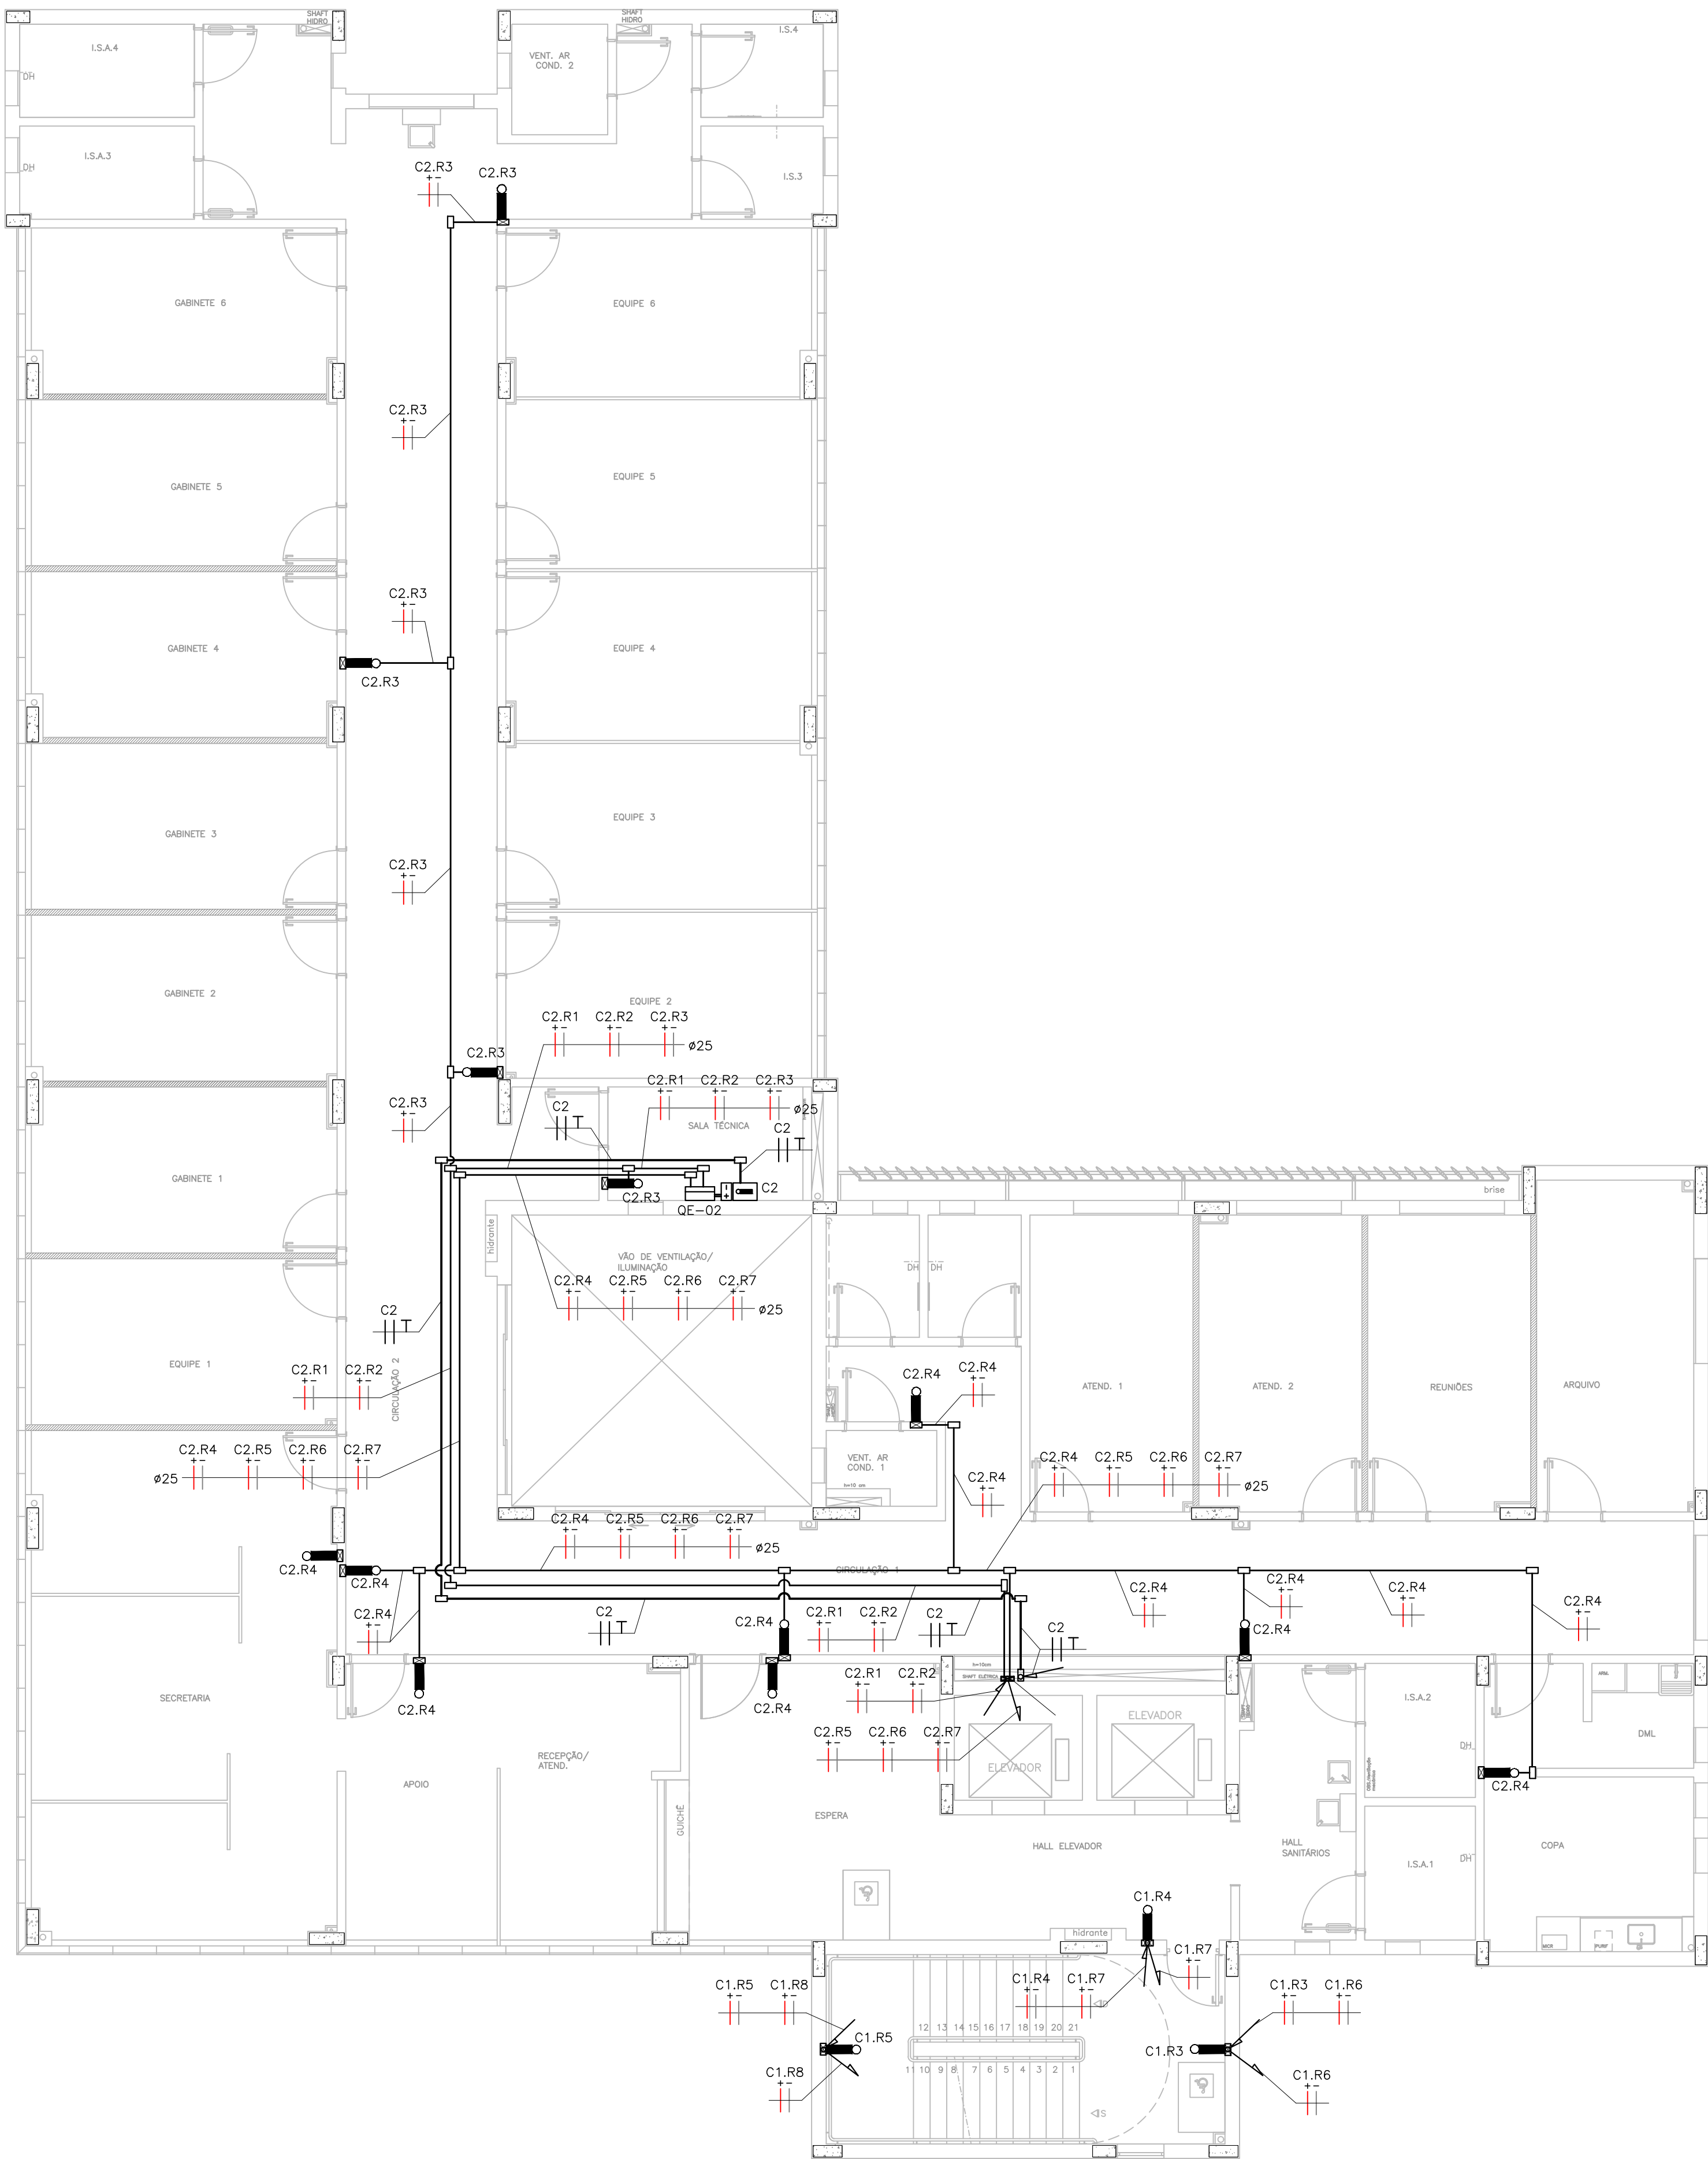 SHAFT
HIDRO
SHAFT
HIDRO
I.S.A.4
VENT. AR
COND. 2
I.S.4
DH
I.S.A.3
DH
I.S.3
C2.R3
+-
C2.R3
GABINETE 6
EQUIPE 6
C2.R3
+-
GABINETE 5
EQUIPE 5
C2.R3
+-
GABINETE 4
EQUIPE 4
C2.R3
GABINETE 3
EQUIPE 3
C2.R3
+-
GABINETE 2
EQUIPE 2
C2.R1 C2.R2 C2.R3
+- +- +-
ø25
C2.R3
C2.R1 C2.R2 C2.R3
+- +- +-
ø25
C2
T
SALA TÉCNICA
C2
T
C2.R3
+-
GABINETE 1
C2.R3
- +
C2
QE-02
brise
hidrante
VÃO DE VENTILAÇÃO/
ILUMINAÇÃO
DH DH
C2.R4 C2.R5 C2.R6 C2.R7
+- +- +- +-
ø25
C2
T
EQUIPE 1
C2.R1 C2.R2
+- +-
CIRCULAÇÃO 2
C2.R4
C2.R4
+-
ATEND. 1
ATEND. 2
REUNIÕES
ARQUIVO
C2.R4 C2.R5 C2.R6 C2.R7
+- +- +- +-
ø25
VENT. AR
COND. 1
h=10 cm
C2.R4
+-
C2.R4 C2.R5 C2.R6 C2.R7
+- +- +- +-
ø25
C2.R4 C2.R5 C2.R6 C2.R7
+- +- +- +-
ø25
C2.R4
C2.R4
CIRCULAÇÃO 1
C2.R4
+-
C2
T
C2.R4
C2.R1 C2.R2
+- +-
C2
T
C2
T
C2.R4
+-
C2.R4
+-
C2.R4
C2.R4
+-
C2.R4
+-
h=10cm
SHAFT ELÉTRICA
C2.R1 C2.R2
+- +-
SECRETARIA
C2.R4
C2.R4
C2.R5 C2.R6 C2.R7
+- +- +-
ELEVADOR
ELEVADOR
SHAFT
HIDRO
I.S.A.2
ARM.
DML
DH
RECEPÇÃO/
ATEND.
APOIO
C2.R4
GUICHÊ
ESPERA
HALL ELEVADOR
HALL
SANITÁRIOS
I.S.A.1
DH
COPA
MICR
PURIF
C1.R4
hidrante
C1.R7
+-
C1.R5 C1.R8
+- +-
C1.R4 C1.R7
+- +-
C1.R3 C1.R6
+- +-
D
12 13 14 15 16 17 18 19 20 21
C1.R5
C1.R3
11 10 9 8 7 6 5 4 3 2 1
C1.R8
+-
C1.R6
+-
S